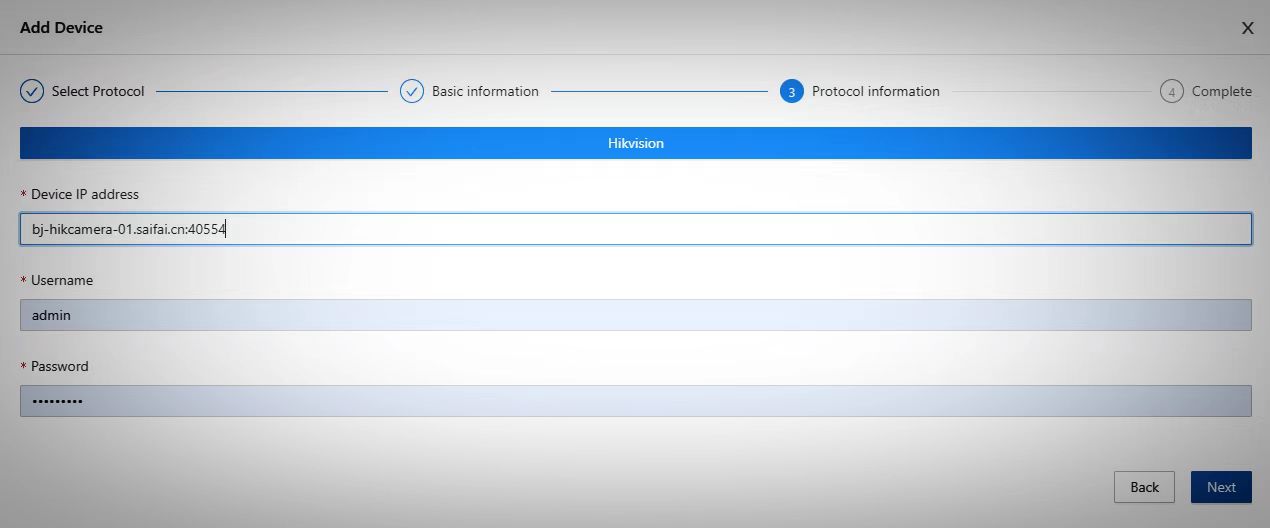 Add Device X
Select Protocol Basic information 3 Protocol information 4 Complete
Hikvision
* Device IP address
bj-hikcamera-01.saifai.cn:40554
* Username
admin
* Password
•••••••••
Back Next